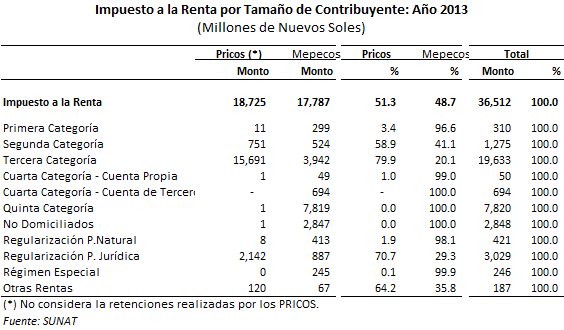 Impuesto a la Renta por Tamaño de Contribuyente: Año 2013
(Millones de Nuevos Soles)
Pricos (*) Mepecos Pricos Mepecos Total
Monto Monto % % Monto %
Impuesto a la Renta 18,725 17,787 51.3 48.7 36,512 100.0
Primera Categoría 11 299 3.4 96.6 310 100.0
Segunda Categoría 751 524 58.9 41.1 1,275 100.0
Tercera Categoría 15,691 3,942 79.9 20.1 19,633 100.0
Cuarta Categoría - Cuenta Propia 1 49 1.0 99.0 50 100.0
Cuarta Categoría - Cuenta de Tercero - 694 - 100.0 694 100.0
Quinta Categoría 1 7,819 0.0 100.0 7,820 100.0
No Domiciliados 1 2,847 0.0 100.0 2,848 100.0
Regularización P.Natural 8 413 1.9 98.1 421 100.0
Regularización P. Jurídica 2,142 887 70.7 29.3 3,029 100.0
Régimen Especial 0 245 0.1 99.9 246 100.0
Otras Rentas 120 67 64.2 35.8 187 100.0
(*) No considera la retenciones realizadas por los PRICOS.
Fuente: SUNAT